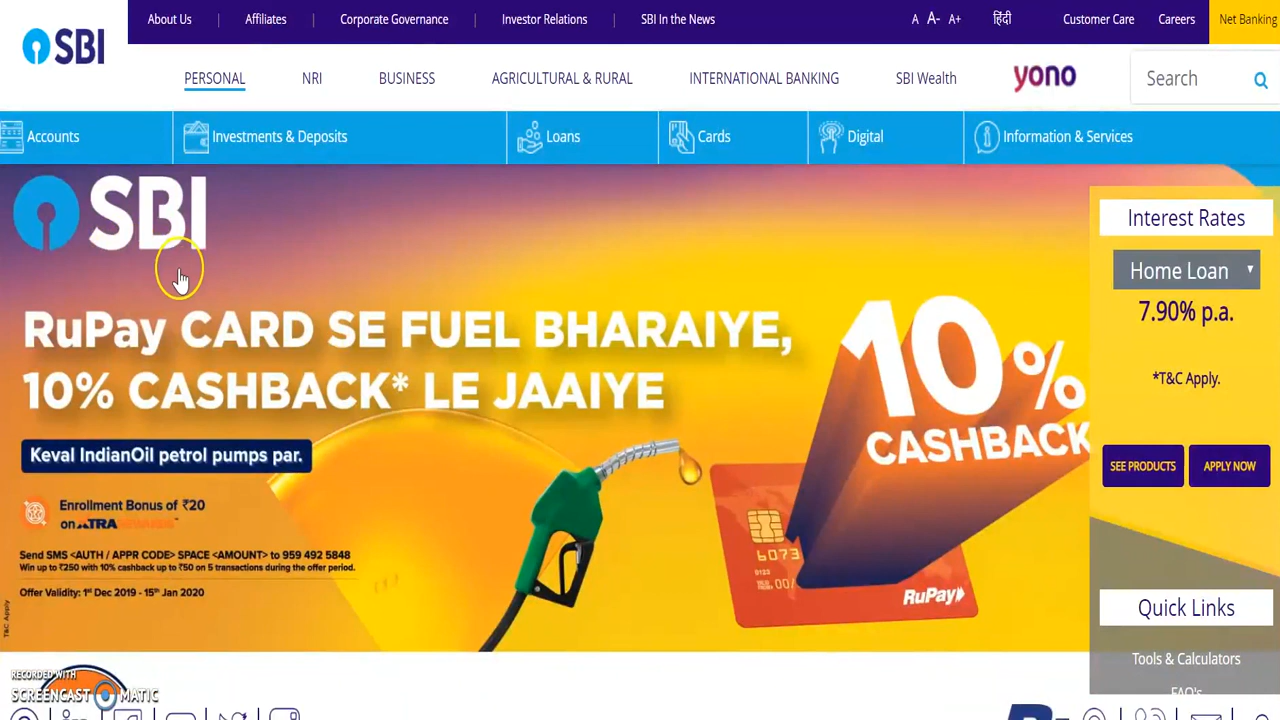 About Us
Affiliates
Corporate Governance
Investor Relations
SBI In the News
A A- A+
हिंदी
Customer Care
Careers
Net Banking
SBI
PERSONAL
NRI
BUSINESS
AGRICULTURAL & RURAL
INTERNATIONAL BANKING
SBI Wealth
yono
Search
Accounts
Investments & Deposits
Loans
Cards
Digital
Information & Services
SBI
RuPay CARD SE FUEL BHARAIYE,
10% CASHBACK* LE JAAIYE
Keval IndianOil petrol pumps par.
Enrollment Bonus of ₹20
on XTRAREWARDS™
Send SMS <AUTH / APPR CODE> SPACE <AMOUNT> to 959 492 5848
Win up to ₹250 with 10% cashback up to ₹50 on 5 transactions during the offer period.
Offer Validity: 1st Dec 2019 - 15th Jan 2020
T&C Apply
10%
CASHBACK
6073
RuPay
Interest Rates
Home Loan
7.90% p.a.
*T&C Apply.
SEE PRODUCTS
APPLY NOW
Quick Links
Tools & Calculators
FAQ's
RECORDED WITH
SCREENCAST MATIC